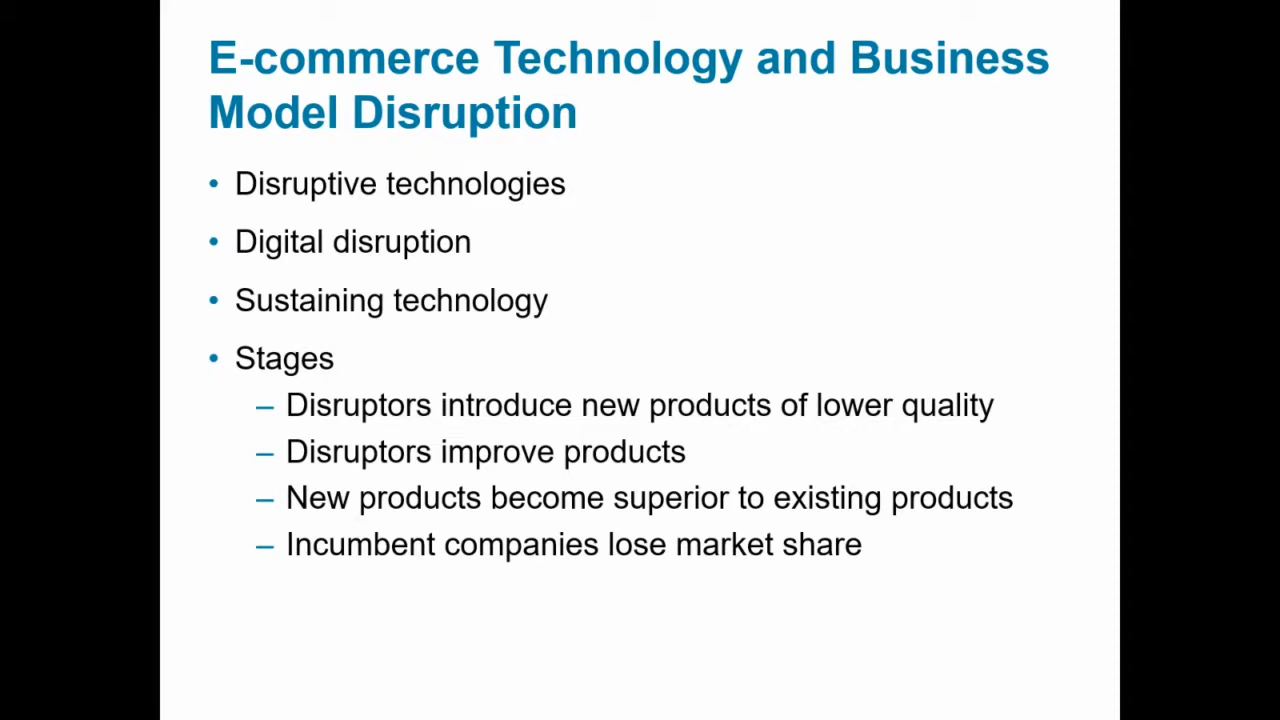 E-commerce Technology and Business
Model Disruption
• Disruptive technologies
• Digital disruption
• Sustaining technology
• Stages
– Disruptors introduce new products of lower quality
– Disruptors improve products
– New products become superior to existing products
– Incumbent companies lose market share